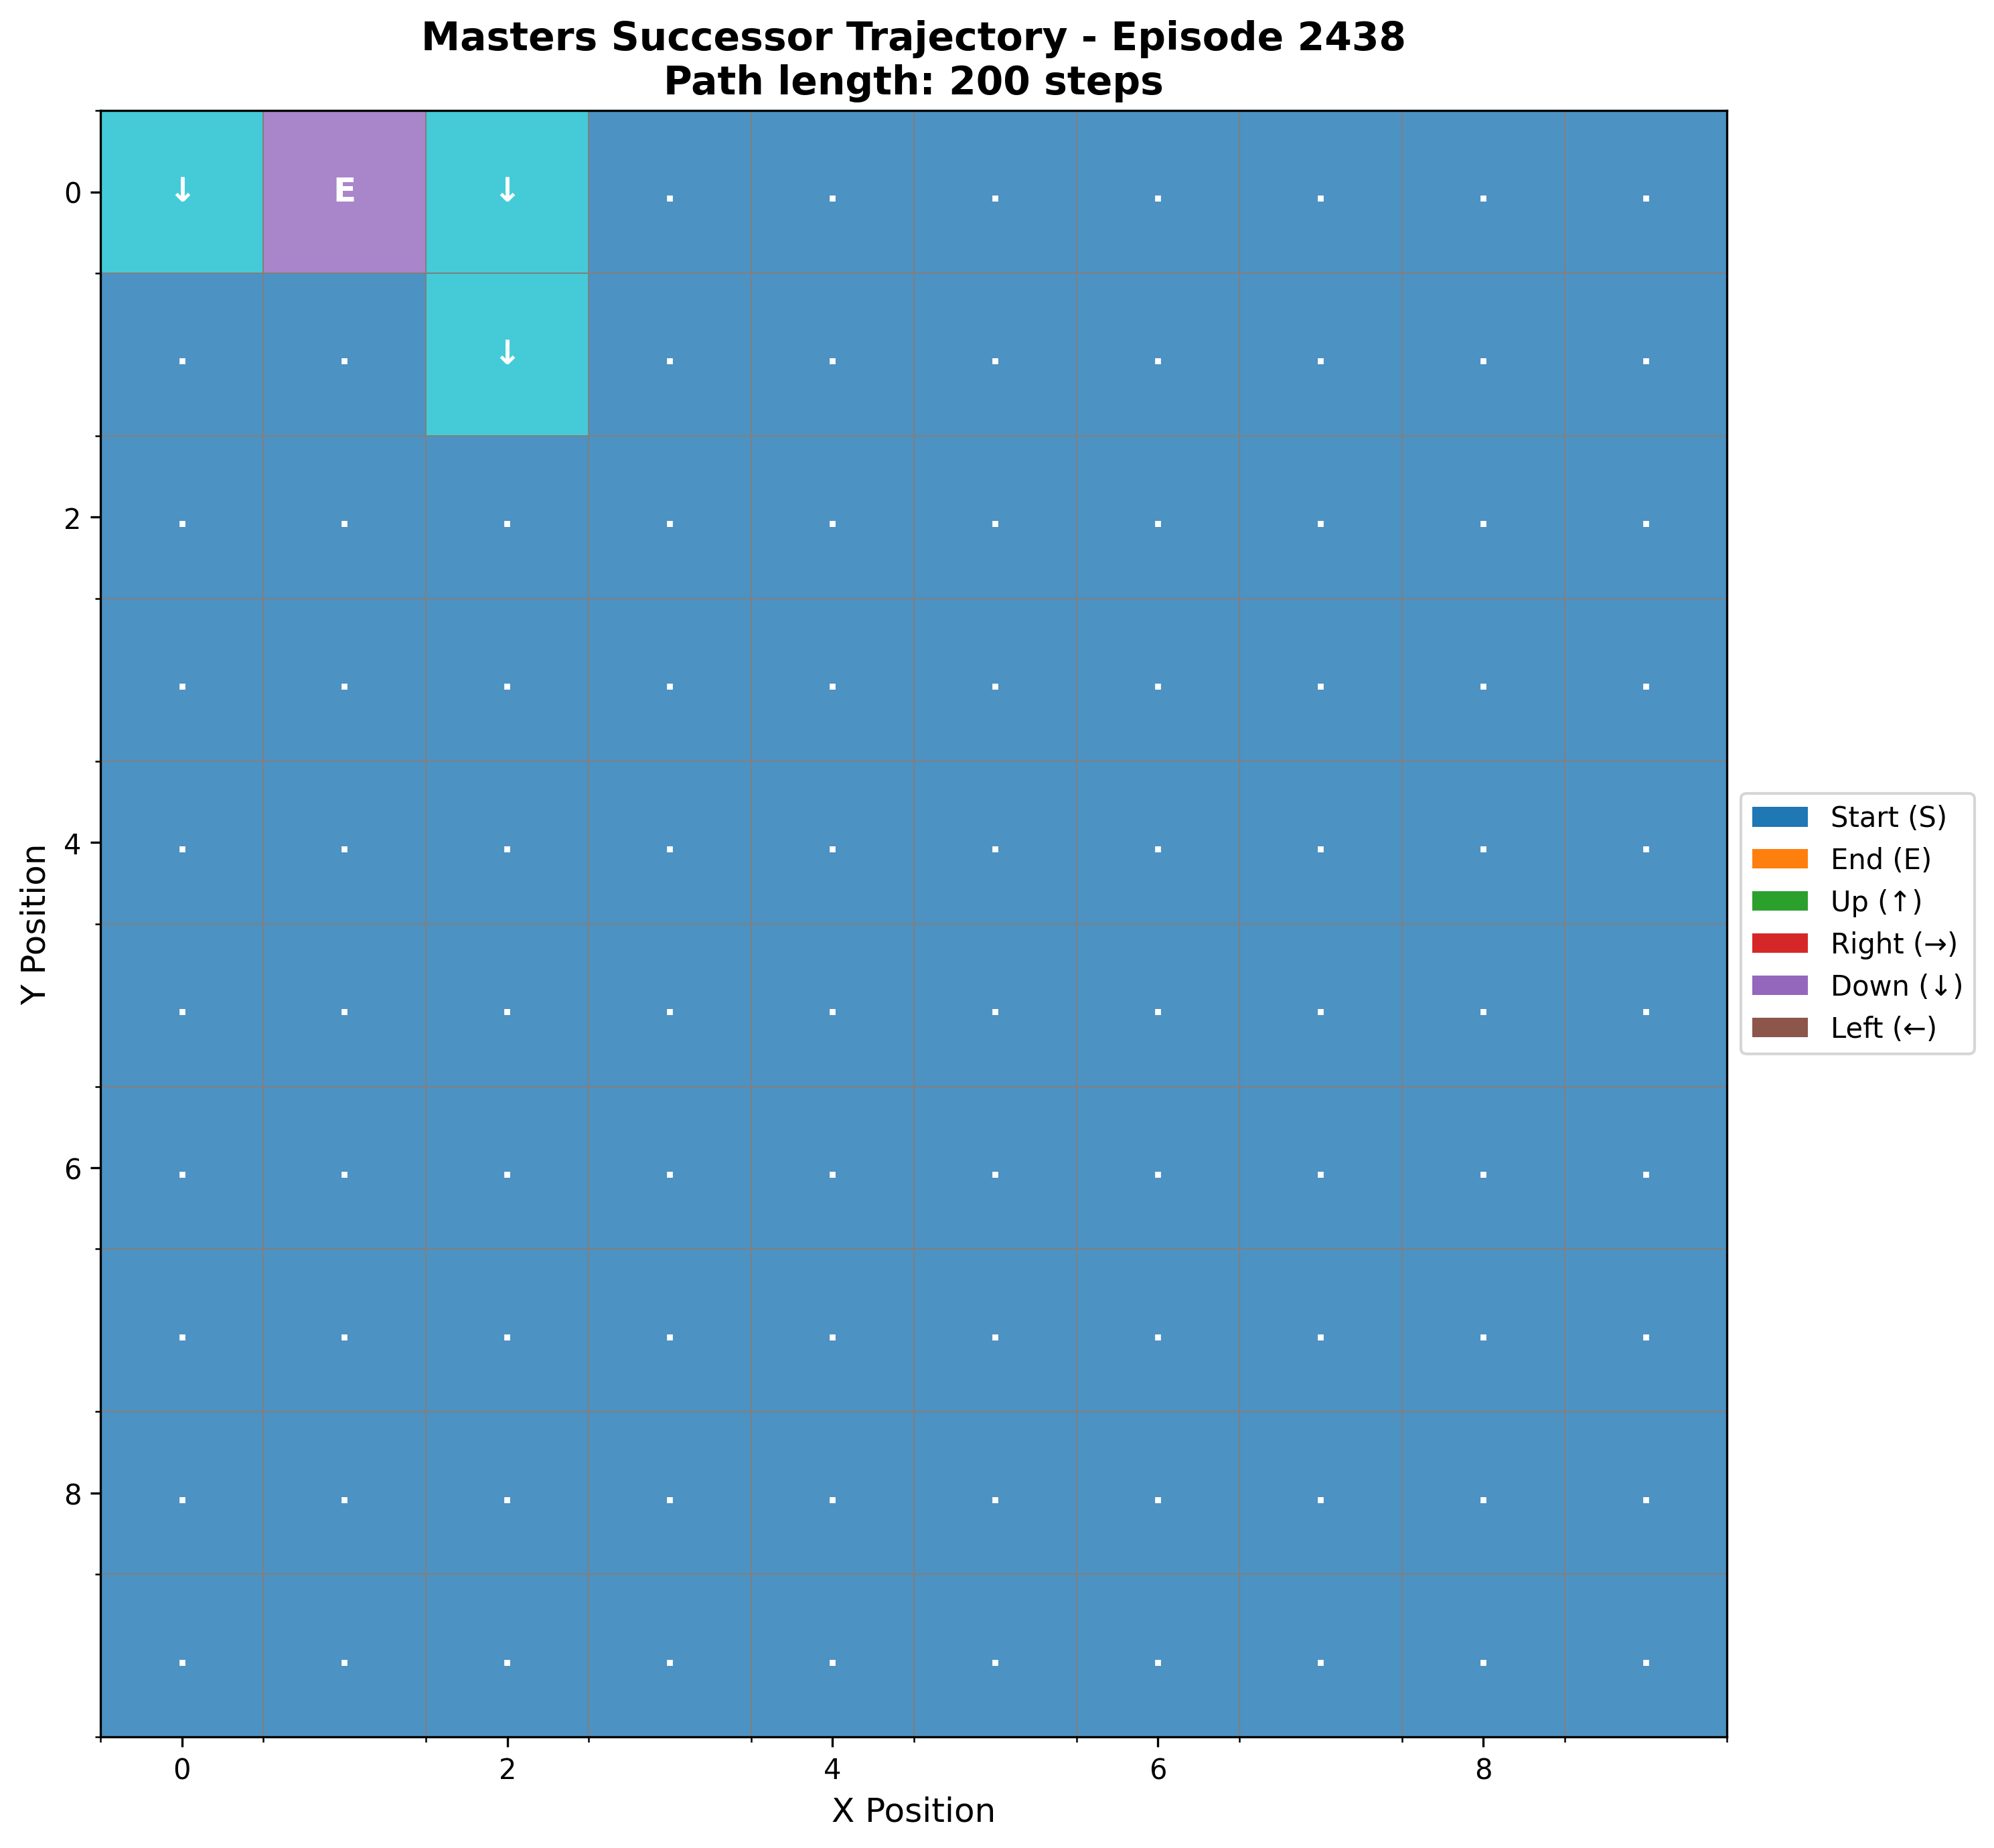 Masters Successor Trajectory - Episode 2438
Path length: 200 steps
0 ↓ E ↓ . . . . . . .
. . ↓ . . . . . . .
2 . . . . . . . . . .
. . . . . . . . . .
4 . . . . . . . . . .
. . . . . . . . . .
6 . . . . . . . . . .
. . . . . . . . . .
8 . . . . . . . . . .
. . . . . . . . . .
0 2 4 6 8
X Position
Y Position
Start (S)
End (E)
Up (↑)
Right (→)
Down (↓)
Left (←)